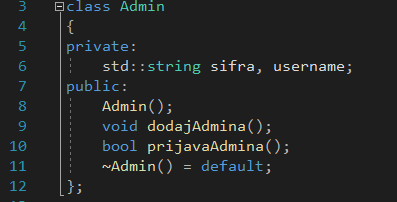 3 class Admin
4 {
5 private:
6 std::string sifra, username;
7 public:
8 Admin();
9 void dodajAdmina();
10 bool prijavaAdmina();
11 ~Admin() = default;
12 };